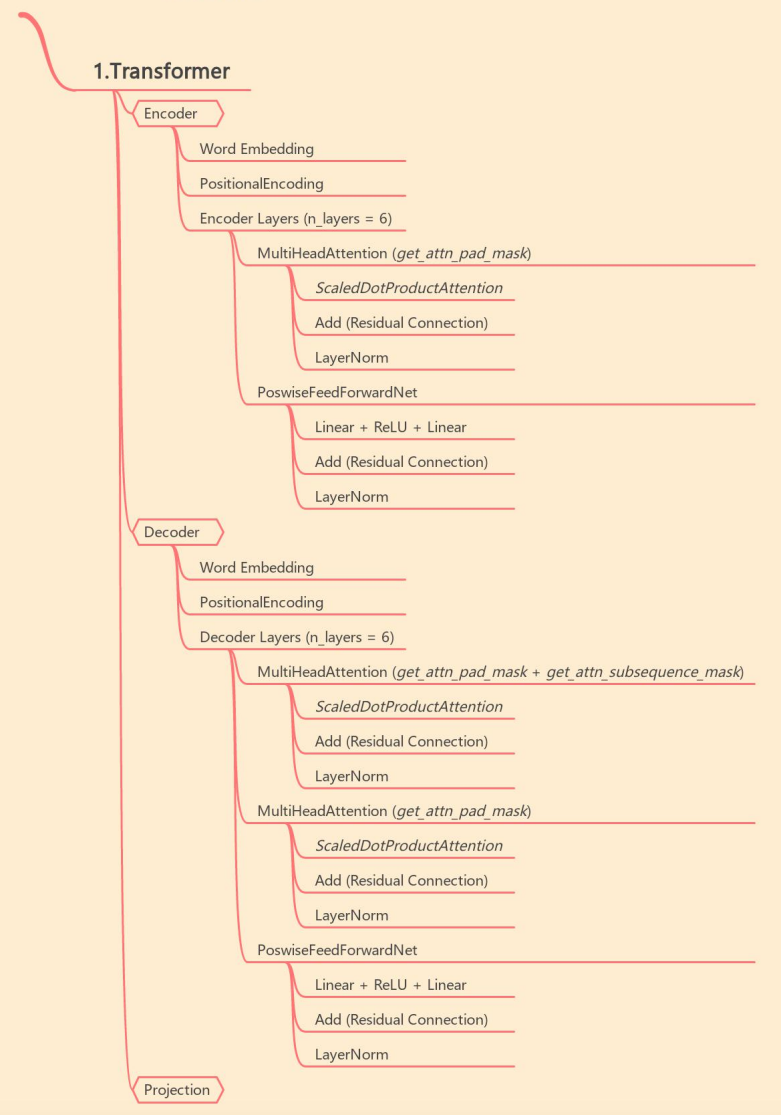 1.Transformer
Encoder
Word Embedding
PositionalEncoding
Encoder Layers (n_layers = 6)
MultiHeadAttention (get_attn_pad_mask)
ScaledDotProductAttention
Add (Residual Connection)
LayerNorm
PoswiseFeedForwardNet
Linear + ReLU + Linear
Add (Residual Connection)
LayerNorm
Decoder
Word Embedding
PositionalEncoding
Decoder Layers (n_layers = 6)
MultiHeadAttention (get_attn_pad_mask + get_attn_subsequence_mask)
ScaledDotProductAttention
Add (Residual Connection)
LayerNorm
MultiHeadAttention (get_attn_pad_mask)
ScaledDotProductAttention
Add (Residual Connection)
LayerNorm
PoswiseFeedForwardNet
Linear + ReLU + Linear
Add (Residual Connection)
LayerNorm
Projection